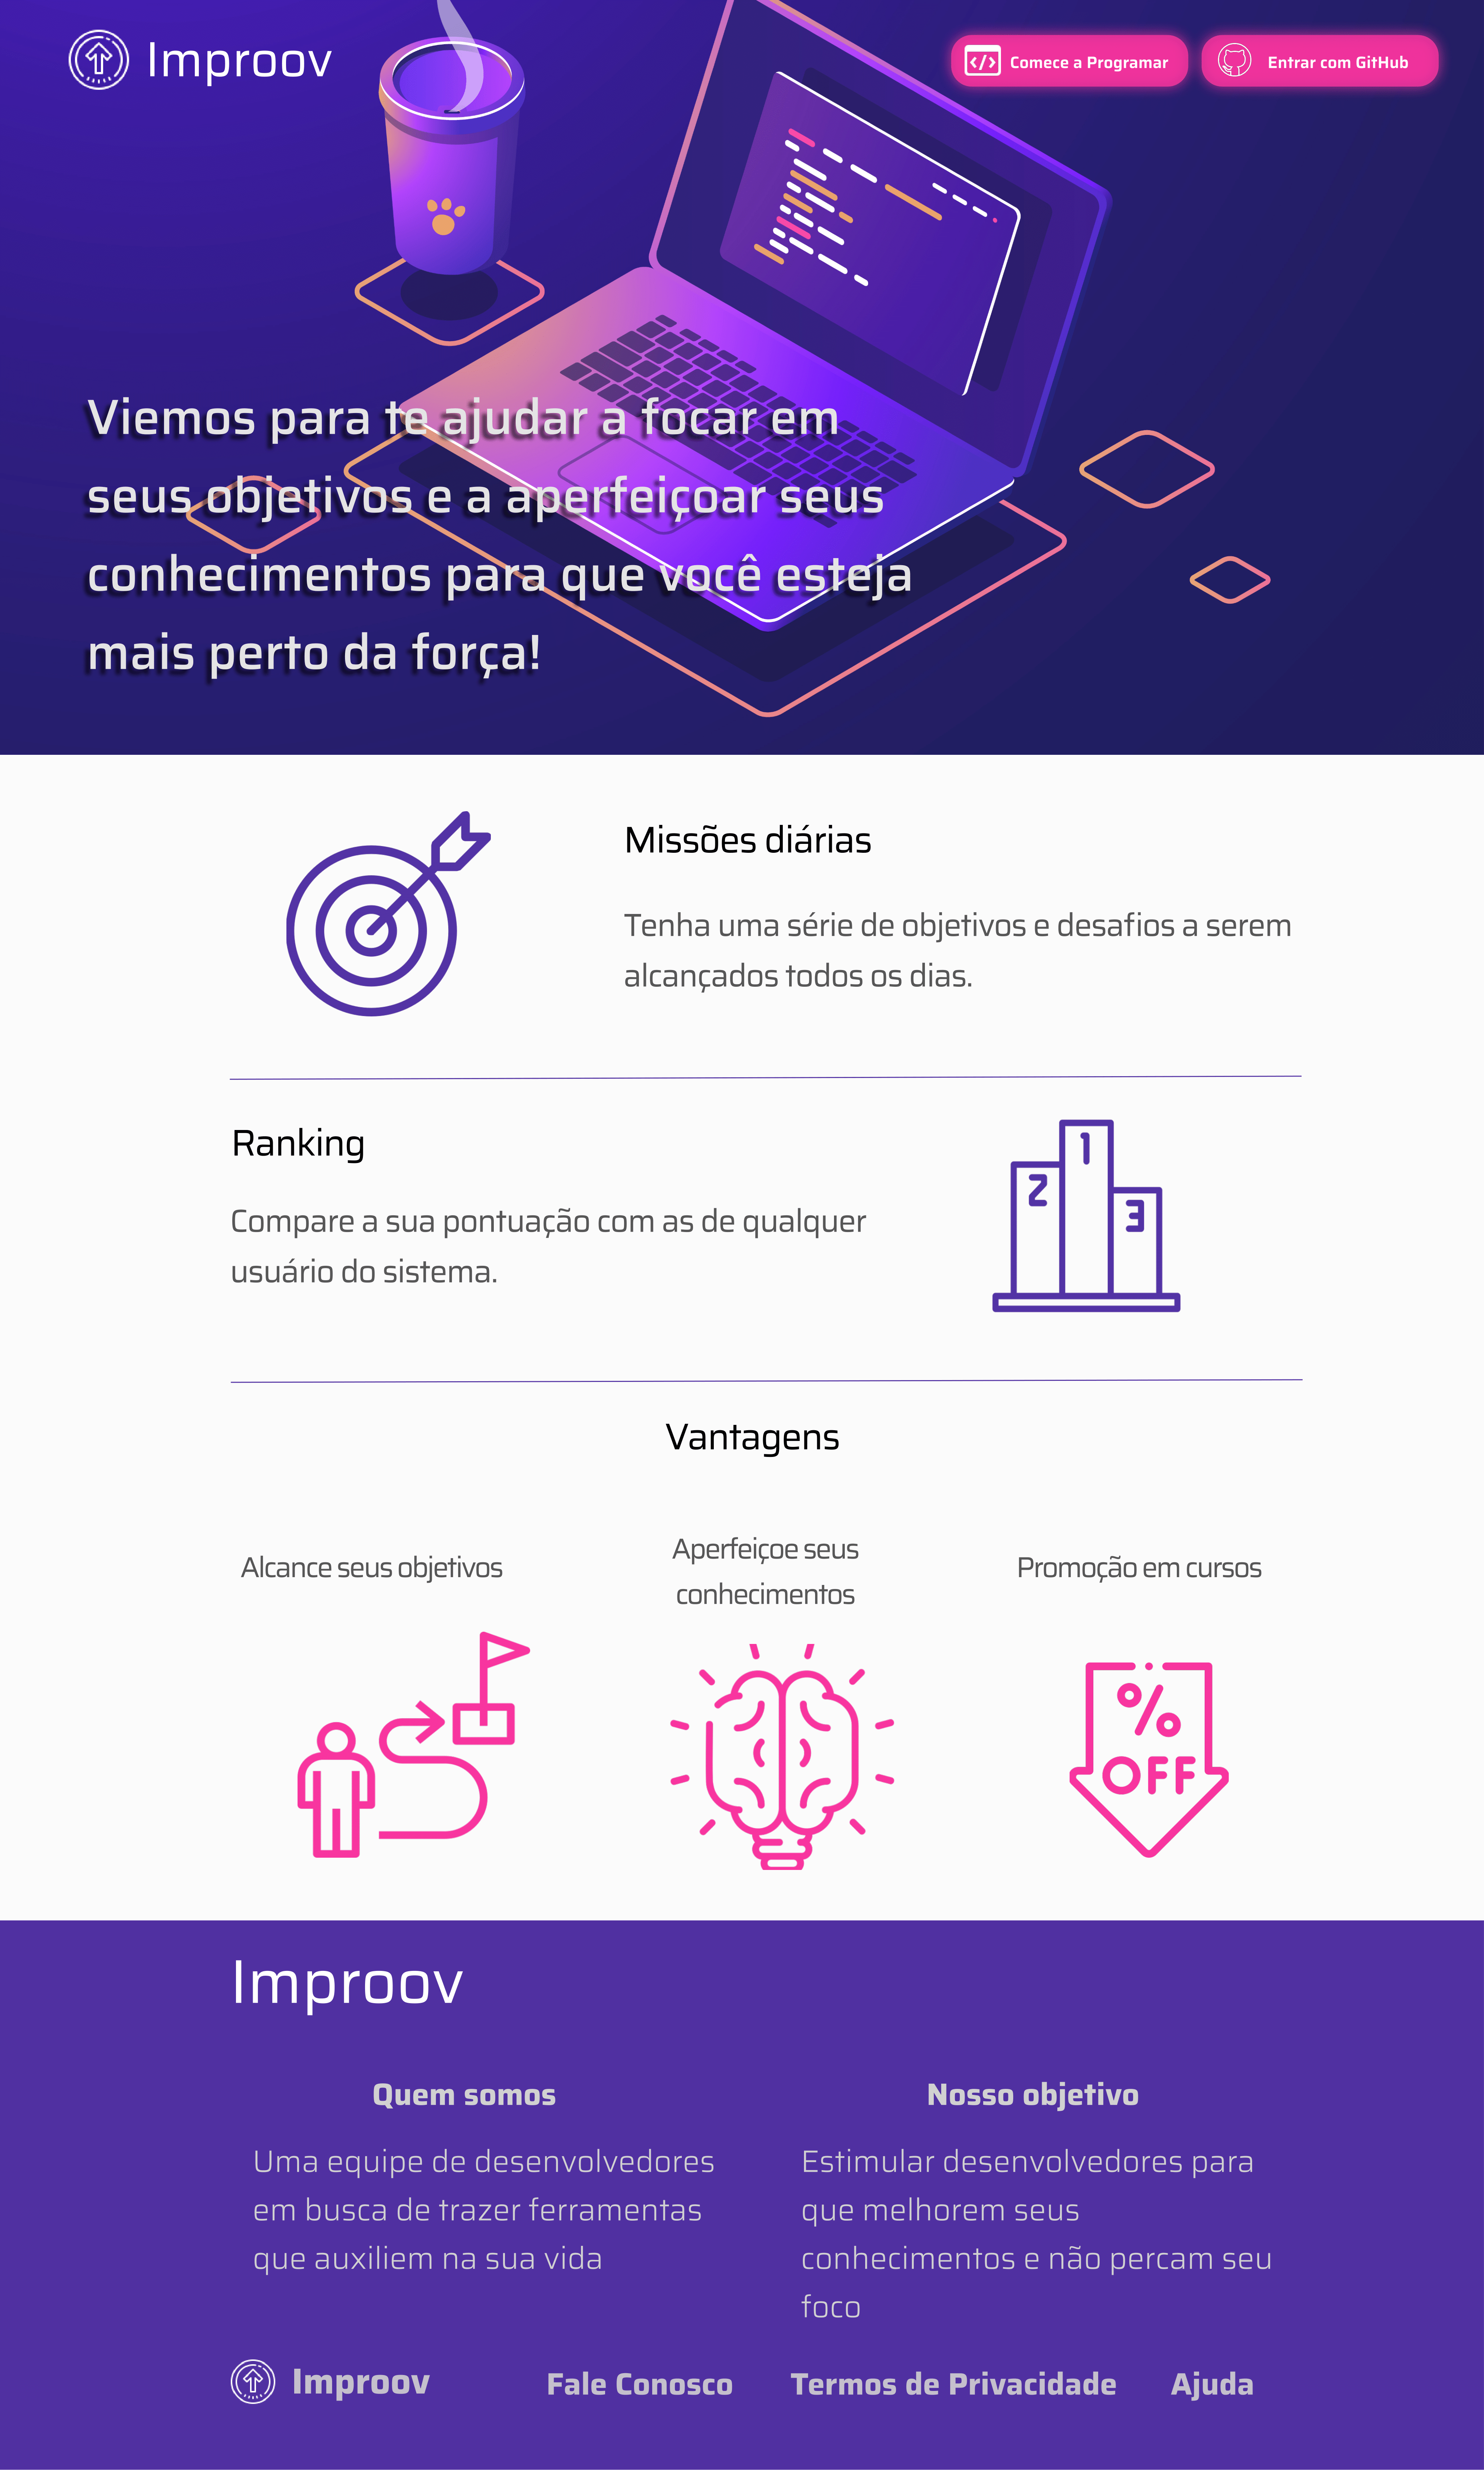 Improov
Comece a Programar
Entrar com GitHub
Viemos para te ajudar a focar em
seus objetivos e a aperfeiçoar seus
conhecimentos para que você esteja
mais perto da força!
Missões diárias
Tenha uma série de objetivos e desafios a serem
alcançados todos os dias.
Ranking
Compare a sua pontuação com as de qualquer
usuário do sistema.
1
2
3
Vantagens
Alcance seus objetivos
Aperfeiçoe seus
conhecimentos
Promoção em cursos
%
OFF
Improov
Quem somos
Uma equipe de desenvolvedores
em busca de trazer ferramentas
que auxiliem na sua vida
Nosso objetivo
Estimular desenvolvedores para
que melhorem seus
conhecimentos e não percam seu
foco
Improov
Fale Conosco
Termos de Privacidade
Ajuda